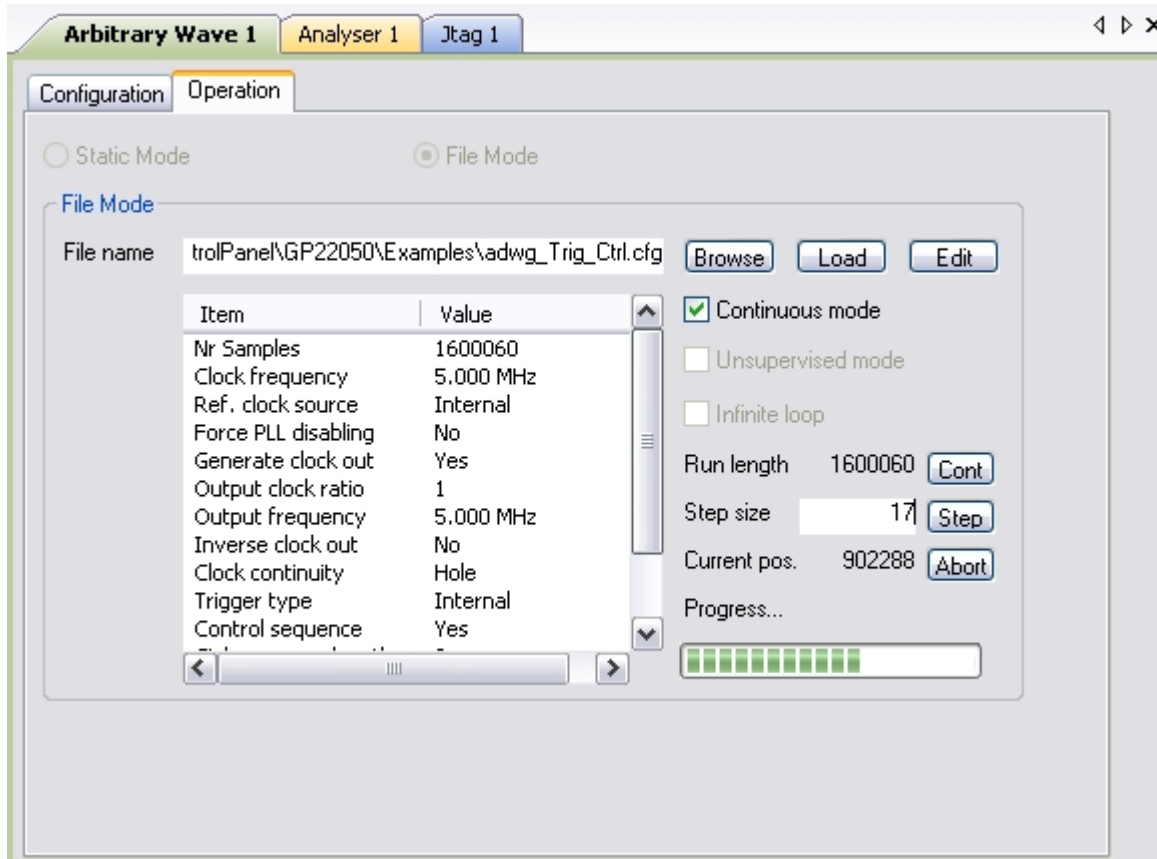 Arbitrary Wave 1 Analyser 1 Jtag 1
Configuration Operation
Static Mode File Mode
File Mode
File name trolPanel\GP22050\Examples\adwg_Trig_Ctrl.cfg Browse Load Edit
Item Value
Nr Samples 1600060
Clock frequency 5.000 MHz
Ref. clock source Internal
Force PLL disabling No
Generate clock out Yes
Output clock ratio 1
Output frequency 5.000 MHz
Inverse clock out No
Clock continuity Hole
Trigger type Internal
Control sequence Yes
Continuous mode
Unsupervised mode
Infinite loop
Run length 1600060 Cont
Step size 17 Step
Current pos. 902288 Abort
Progress...